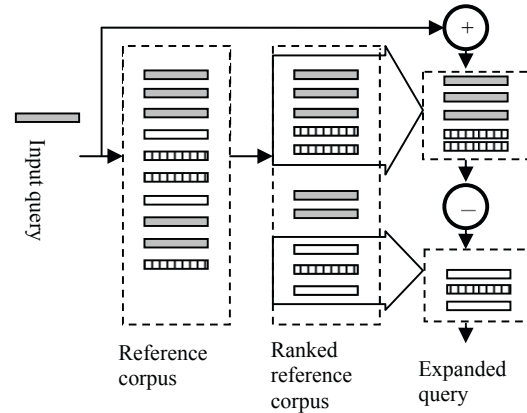 +
Input query
−
Reference
corpus
Ranked
reference
corpus
Expanded
query